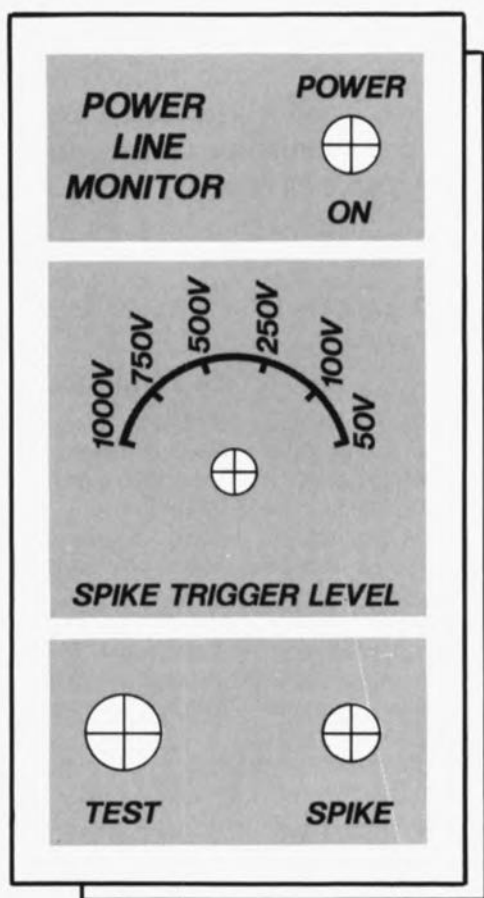 POWER
LINE
MONITOR
POWER
ON
1000V
750V
500V
250V
100V
50V
SPIKE TRIGGER LEVEL
TEST
SPIKE